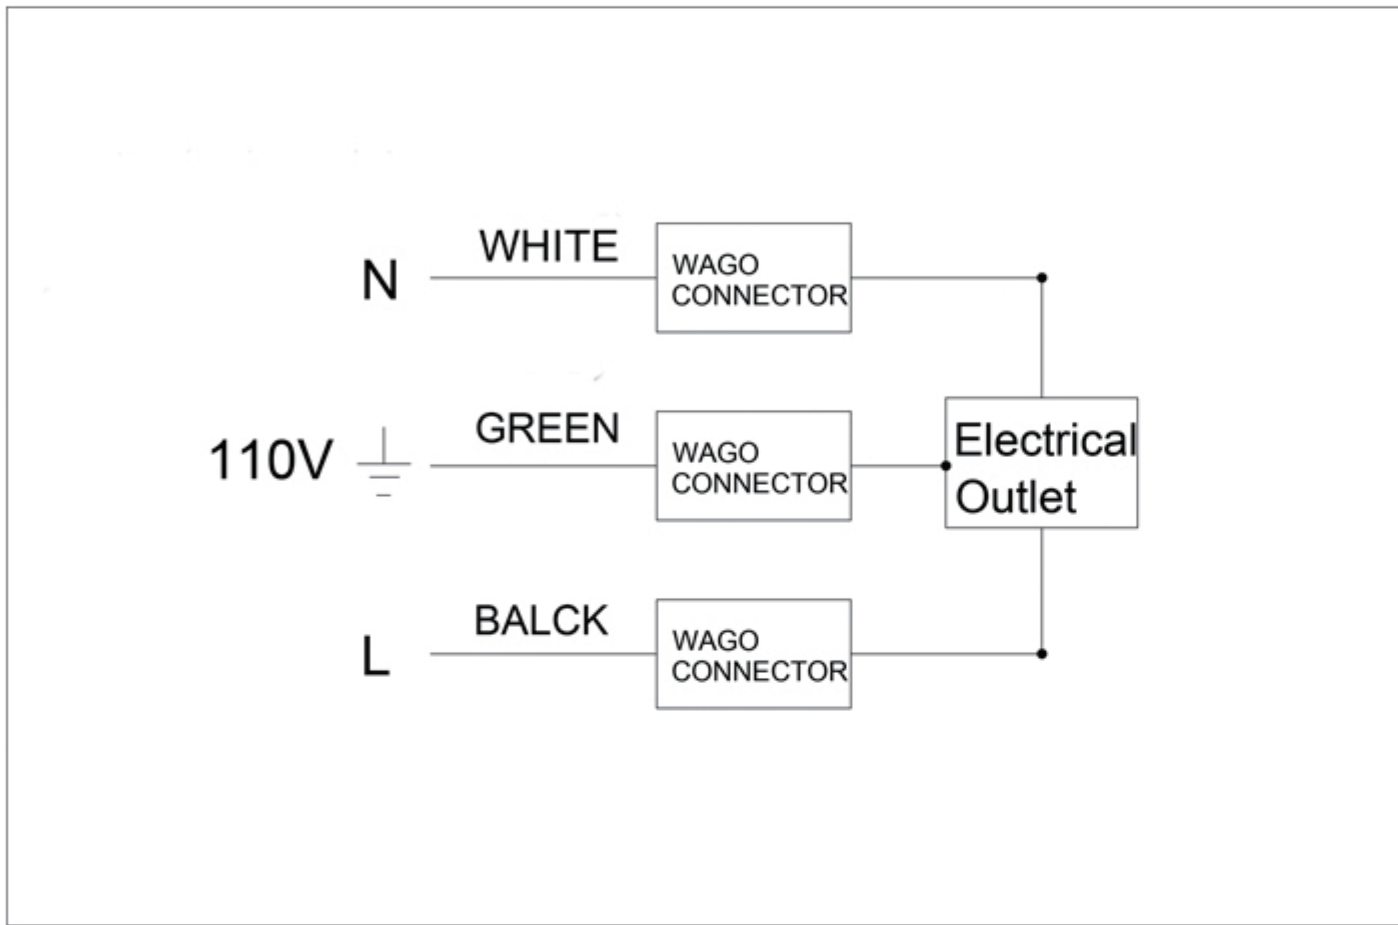 WHITE
N
WAGO
CONNECTOR
GREEN
110V
WAGO
CONNECTOR
Electrical
Outlet
BALCK
L
WAGO
CONNECTOR